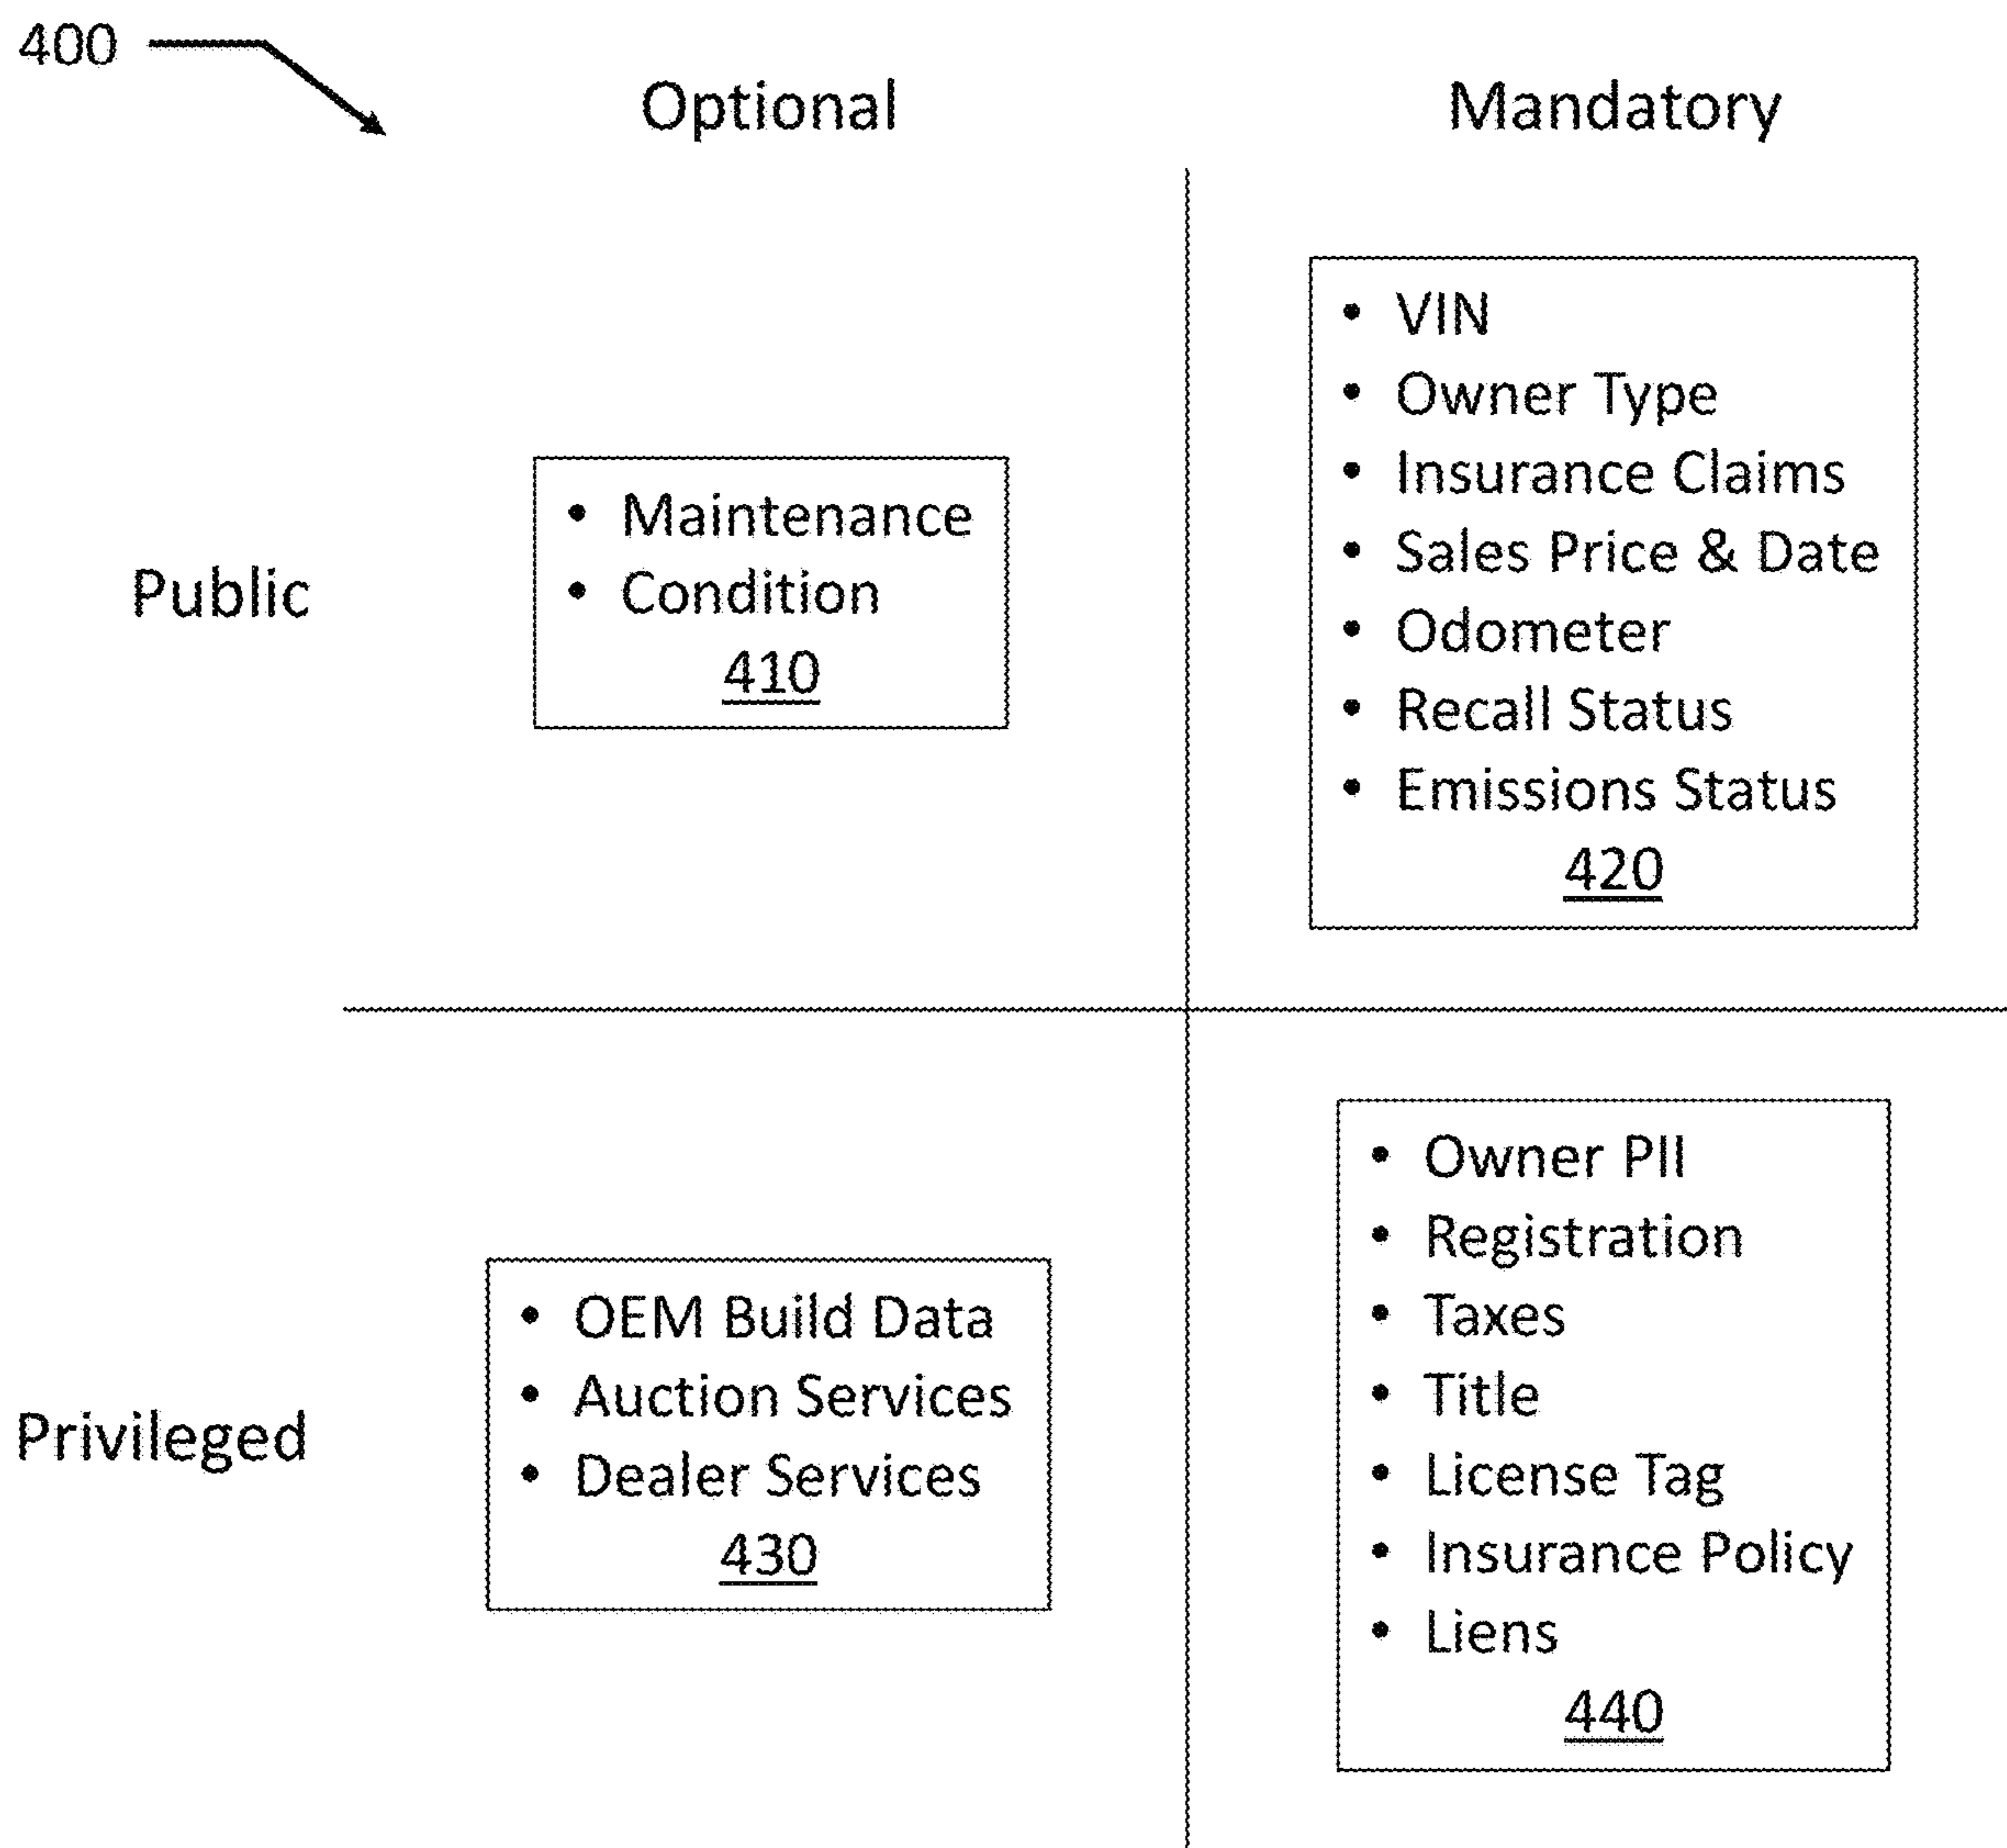 400
Optional
Mandatory
Public
• Maintenance
• Condition
410
• VIN
• Owner Type
• Insurance Claims
• Sales Price & Date
• Odometer
• Recall Status
• Emissions Status
420
Privileged
• OEM Build Data
• Auction Services
• Dealer Services
430
• Owner PII
• Registration
• Taxes
• Title
• License Tag
• Insurance Policy
• Liens
440